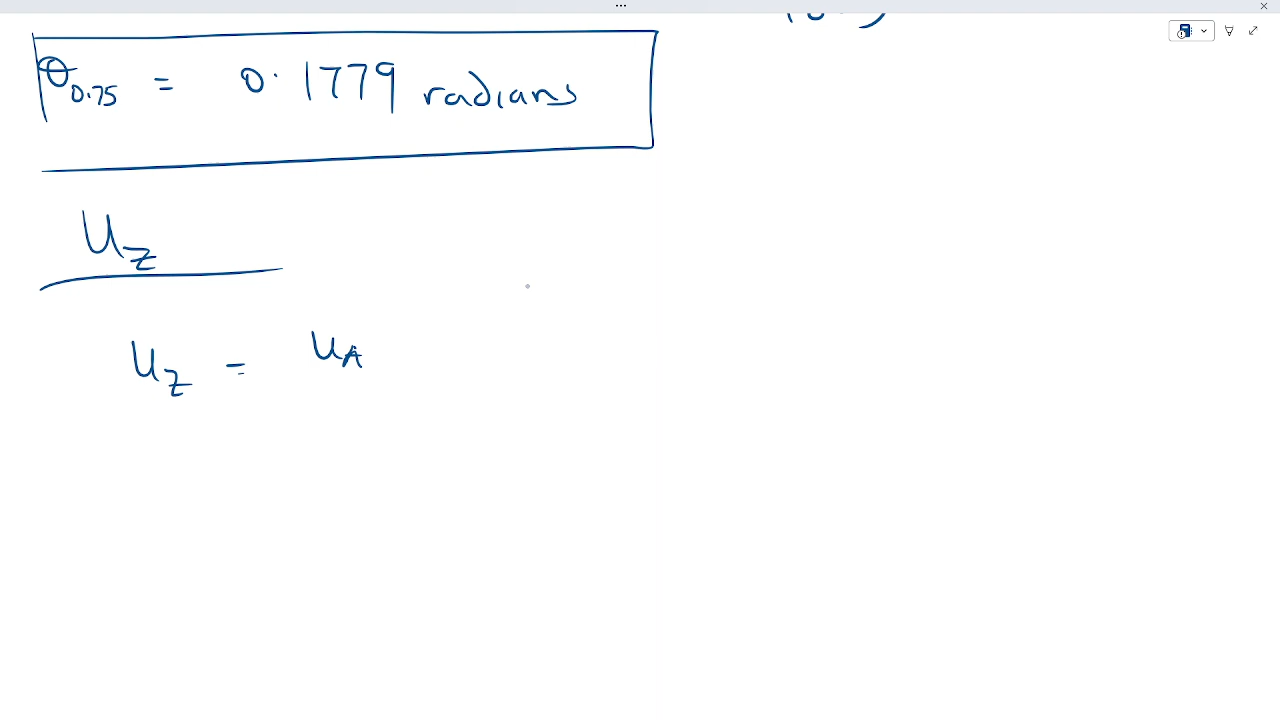 θ0.75 = 0.1779 radians
Uz
Uz = UA